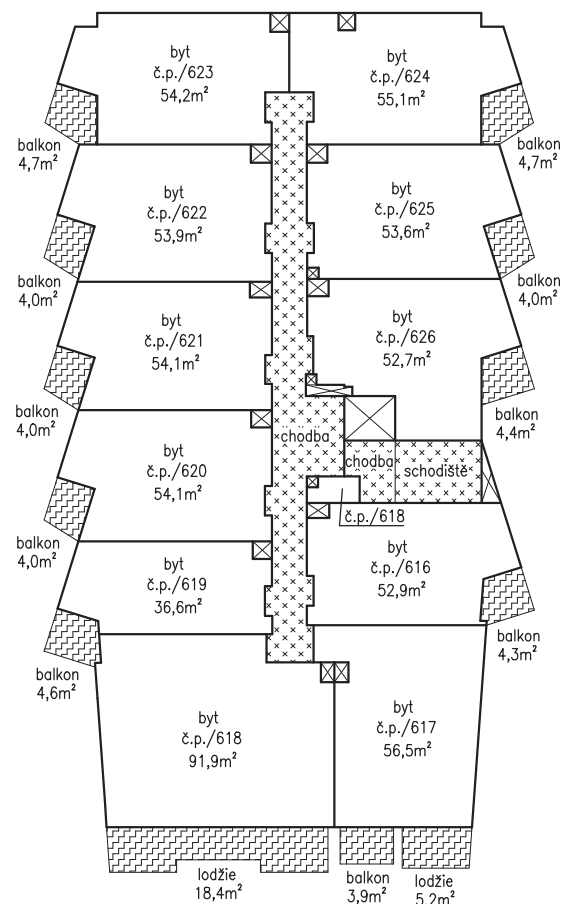 byt
č.p./623
54,2m²
byt
č.p./624
55,1m²
balkon
4,7m²
balkon
4,7m²
byt
č.p./622
53,9m²
byt
č.p./625
53,6m²
balkon
4,0m²
balkon
4,0m²
byt
č.p./621
54,1m²
byt
č.p./626
52,7m²
balkon
4,0m²
balkon
4,4m²
chodba
chodba
schodiště
byt
č.p./620
54,1m²
č.p./618
balkon
4,0m²
byt
č.p./619
36,6m²
byt
č.p./616
52,9m²
balkon
4,6m²
balkon
4,3m²
byt
č.p./618
91,9m²
byt
č.p./617
56,5m²
lodžie
18,4m²
balkon
3,9m²
lodžie
5,2m²